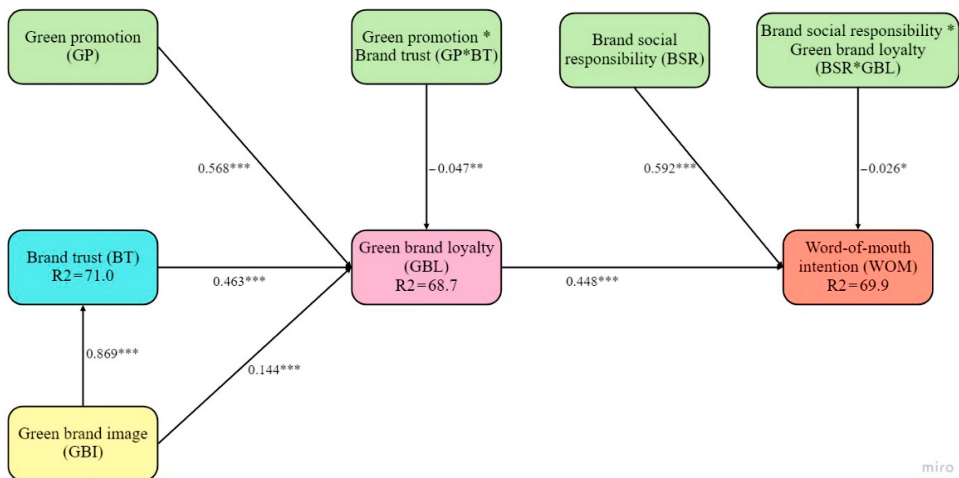 Green promotion
(GP)
Green promotion *
Brand trust (GP*BT)
Brand social
responsibility (BSR)
Brand social responsibility *
Green brand loyalty
(BSR*GBL)
0.568***
−0.047**
0.592***
−0.026*
Brand trust (BT)
R2=71.0
0.463***
Green brand loyalty
(GBL)
R2=68.7
0.448***
Word-of-mouth
intention (WOM)
R2=69.9
0.869***
0.144***
Green brand image
(GBI)
miro